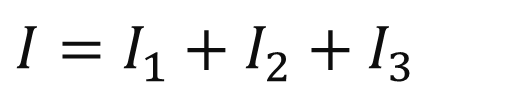 I = I₁ + I₂ + I₃